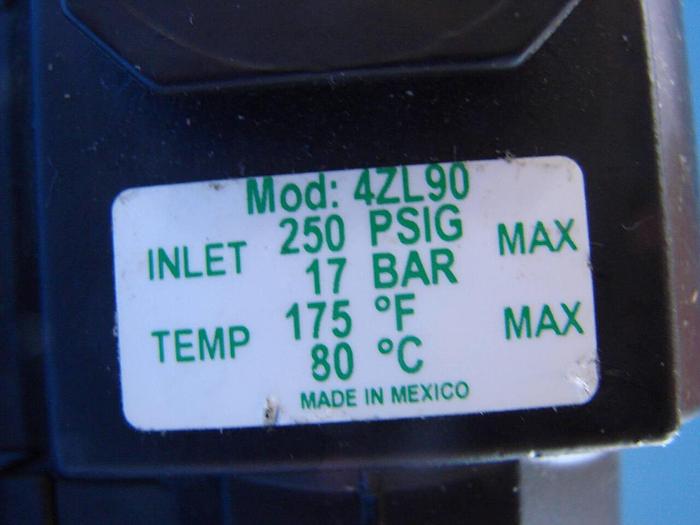 Mod: 4ZL90
INLET 250 PSIG MAX
17 BAR
TEMP 175 °F MAX
80 °C
MADE IN MEXICO